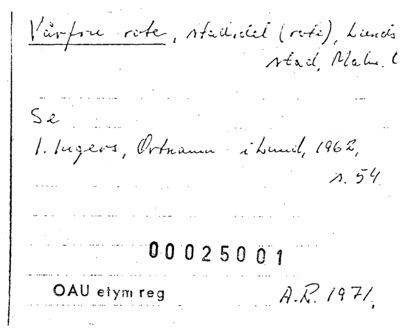 Vårfru rote, stadsdel (rote), Lunds
stad, Malm. l
Se
I. Ingers, Ortnamn i Lund, 1962,
s. 54.
00025001
OAU etym reg
A.R. 1971.